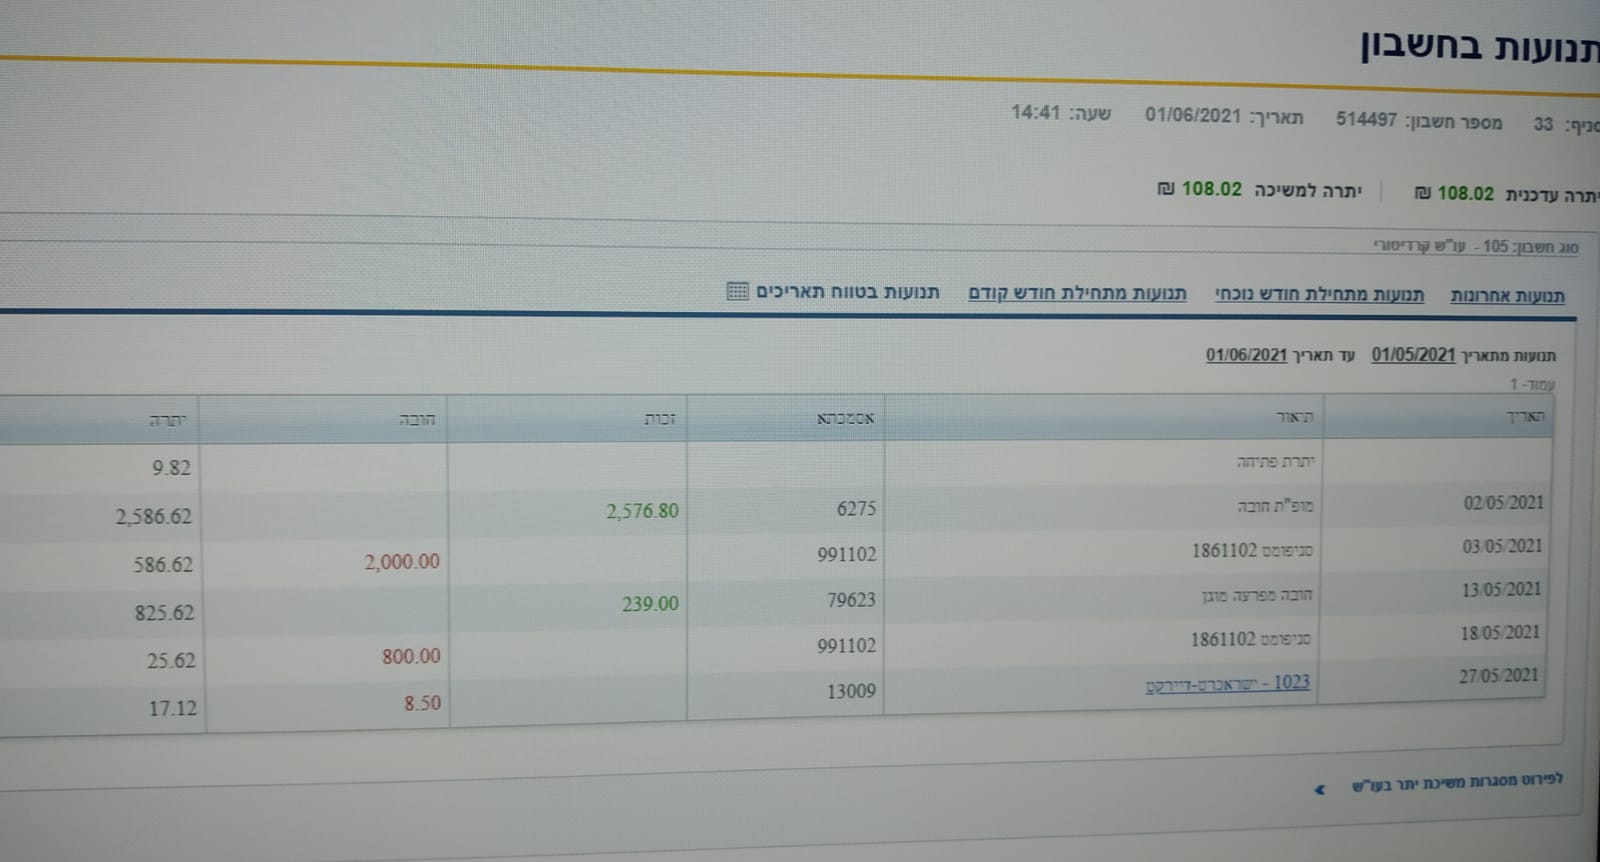 תנועות בחשבון
סניף: 33 מספר חשבון: 514497 תאריך: 01/06/2021 שעה: 14:41
יתרה עדכנית 108.02 ₪ יתרה למשיכה 108.02 ₪
סוג חשבון: 105 - עו"ש קרדיטורי
תנועות אחרונות תנועות מתחילת חודש נוכחי תנועות מתחילת חודש קודם תנועות בטווח תאריכים
תנועות מתאריך 01/05/2021 עד תאריך 01/06/2021
עמוד- 1
תאריך תיאור אסמכתא זכות חובה יתרה
יתרת פתיחה 9.82
02/05/2021 מופ"ת חובה 6275 2,576.80 2,586.62
03/05/2021 סניפומט 1861102 991102 2,000.00 586.62
13/05/2021 חובה מפרעה מוגן 79623 239.00 825.62
18/05/2021 סניפומט 1861102 991102 800.00 25.62
27/05/2021 1023 - ישראכרט-דיירקט 13009 8.50 17.12
לפירוט מסגרות משיכת יתר בעו"ש